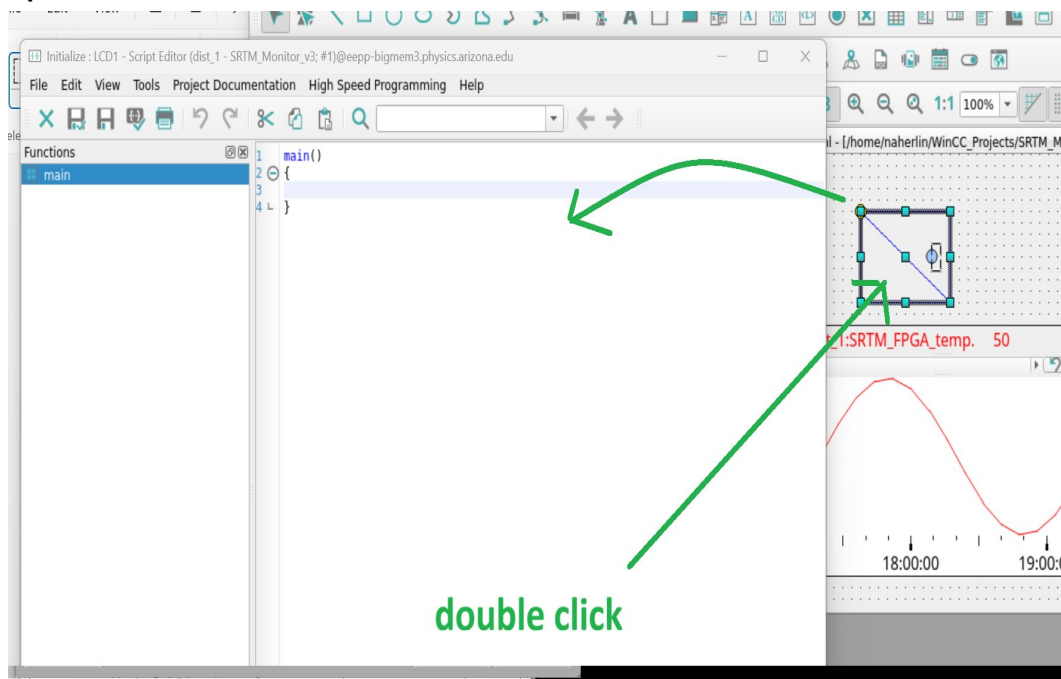 Initialize : LCD1 - Script Editor (dist_1 - SRTM_Monitor_v3; #1)@eepp-bigmem3.physics.arizona.edu
File Edit View Tools Project Documentation High Speed Programming Help
1:1 100%
l - [/home/naherlin/WinCC_Projects/SRTM_M
Functions
main
1 main()
2 {
3
4 }
t_1:SRTM_FPGA_temp. 50
18:00:00 19:00:
double click